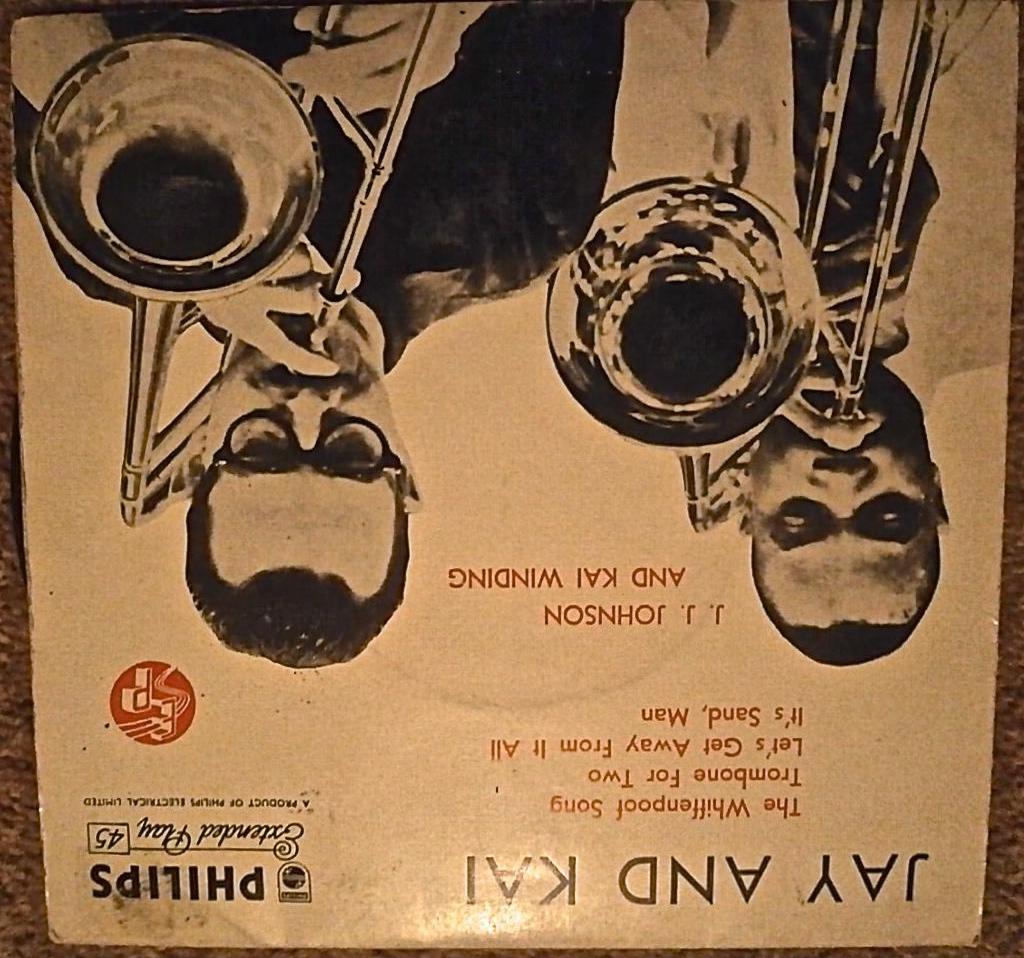 JAY AND KAI
PHILIPS
Extended Play 45
A PRODUCT OF PHILIPS ELECTRICAL LIMITED
The Whiffenpoof Song
Trombone For Two
Let's Get Away From It All
It's Sand, Man
J. J. JOHNSON
AND KAI WINDING